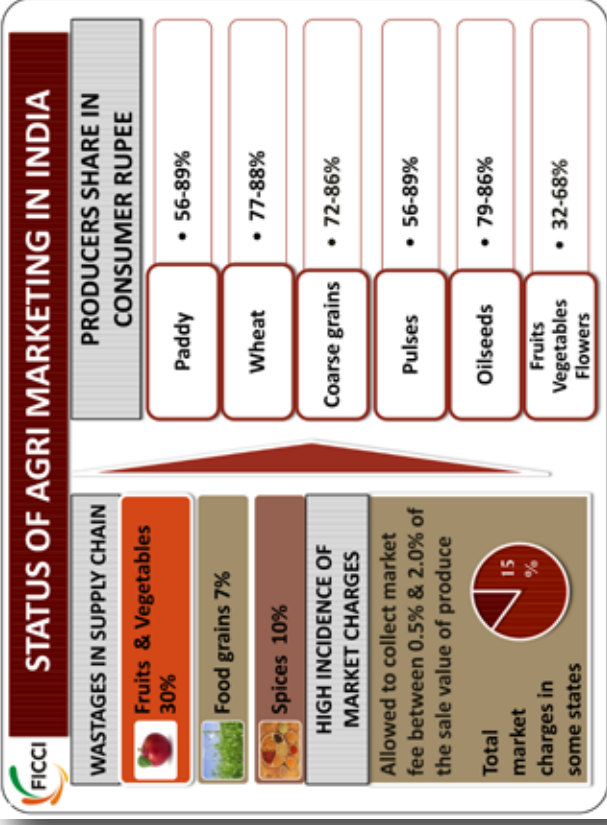 FICCI
STATUS OF AGRI MARKETING IN INDIA
WASTAGES IN SUPPLY CHAIN
Fruits & Vegetables
30%
Food grains 7%
Spices 10%
HIGH INCIDENCE OF
MARKET CHARGES
Allowed to collect market
fee between 0.5% & 2.0% of
the sale value of produce
Total
market
charges in
some states
15
%
PRODUCERS SHARE IN
CONSUMER RUPEE
Paddy
• 56-89%
Wheat
• 77-88%
Coarse grains
• 72-86%
Pulses
• 56-89%
Oilseeds
• 79-86%
Fruits
Vegetables
Flowers
• 32-68%